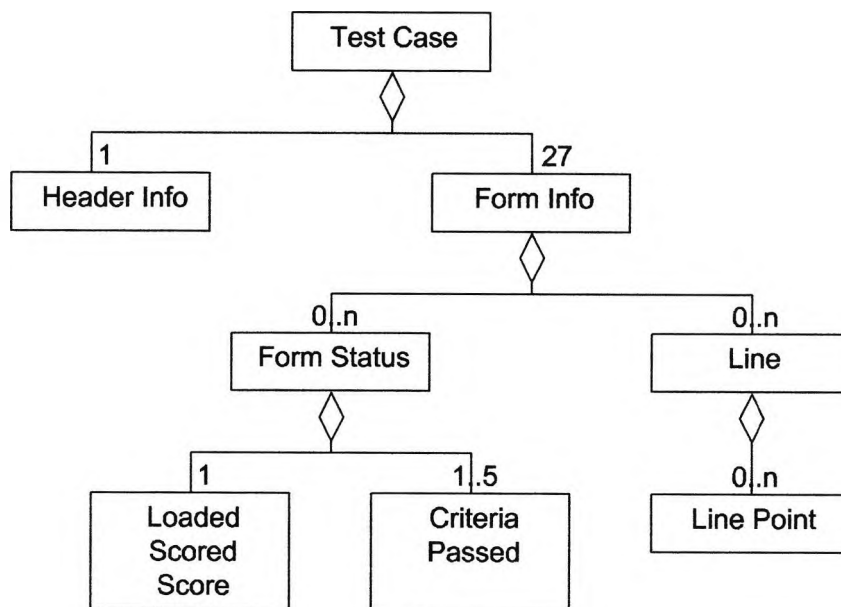 Test Case
1
27
Header Info
Form Info
0..n
0..n
Form Status
Line
1
1..5
0..n
Loaded
Scored
Score
Criteria
Passed
Line Point